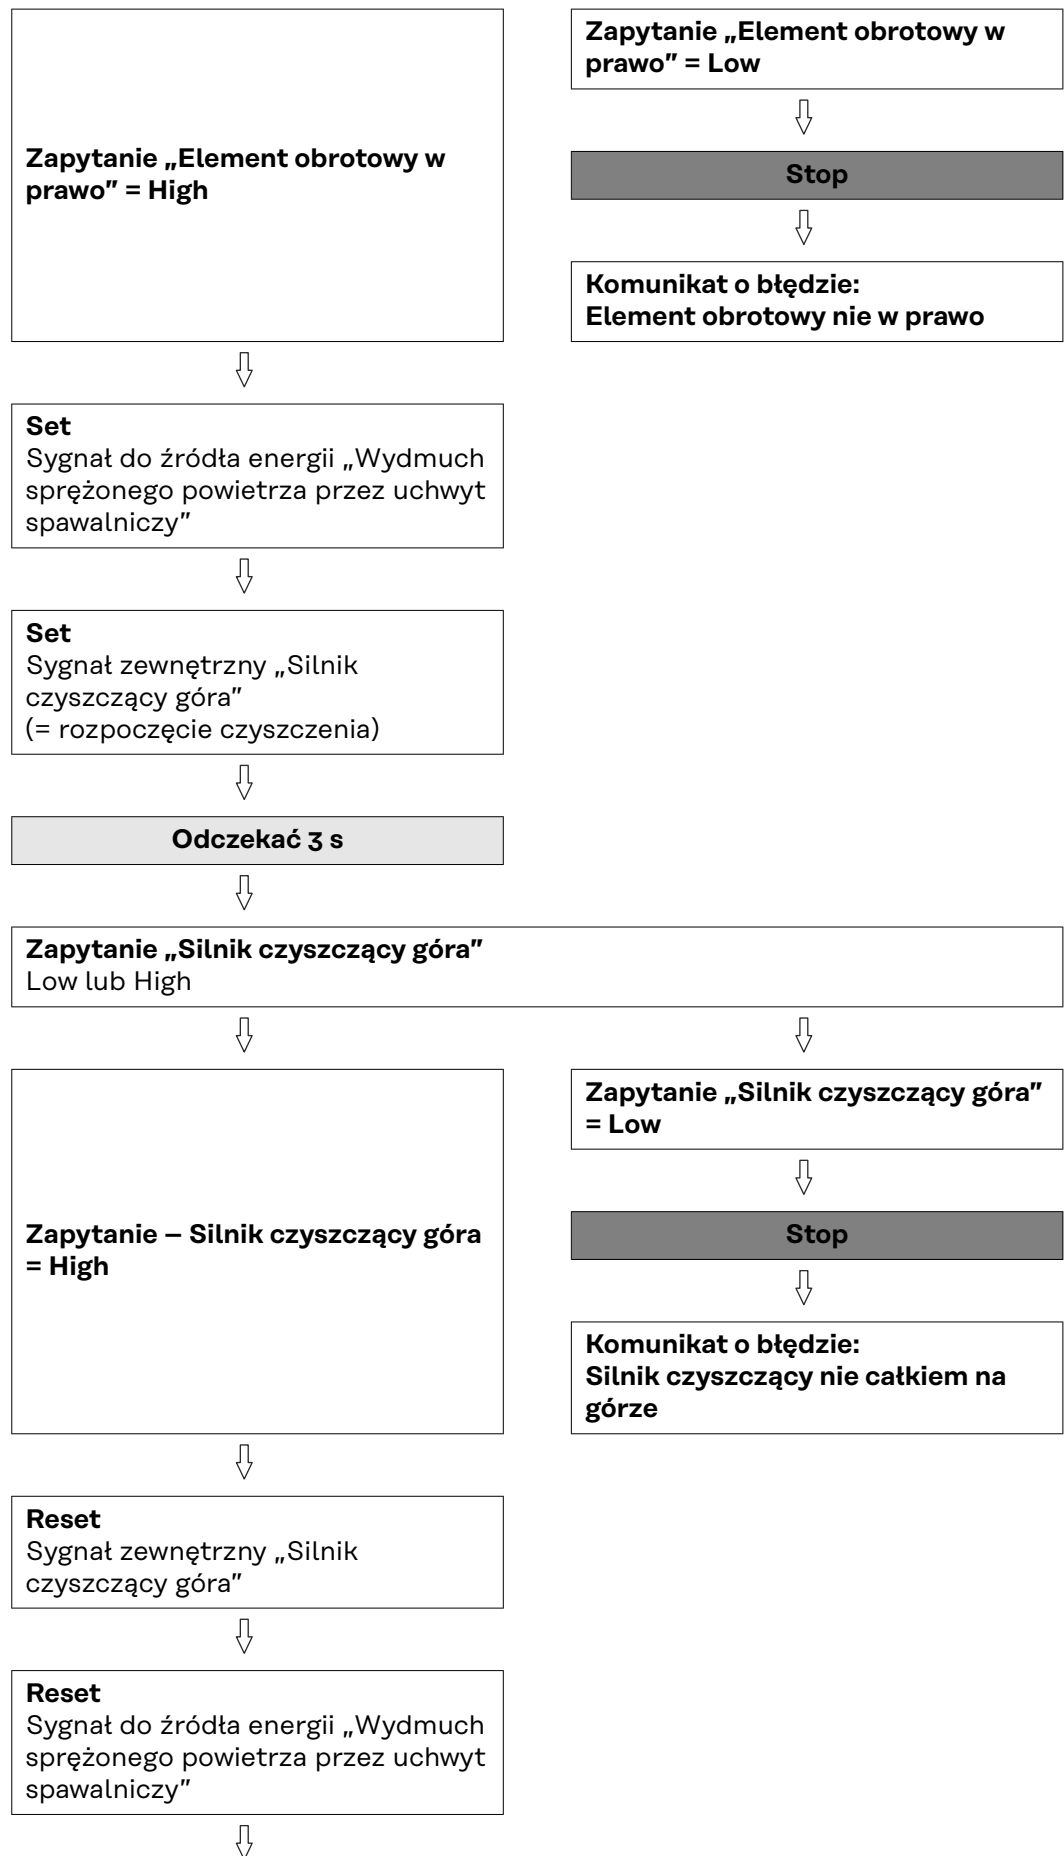 Zapytanie „Element obrotowy w
prawo” = High
Zapytanie „Element obrotowy w
prawo” = Low
Stop
Komunikat o błędzie:
Element obrotowy nie w prawo
Set
Sygnał do źródła energii „Wydmuch
sprężonego powietrza przez uchwyt
spawalniczy”
Set
Sygnał zewnętrzny „Silnik
czyszczący góra”
(= rozpoczęcie czyszczenia)
Odczekać 3 s
Zapytanie „Silnik czyszczący góra”
Low lub High
Zapytanie – Silnik czyszczący góra
= High
Zapytanie „Silnik czyszczący góra”
= Low
Stop
Komunikat o błędzie:
Silnik czyszczący nie całkiem na
górze
Reset
Sygnał zewnętrzny „Silnik
czyszczący góra”
Reset
Sygnał do źródła energii „Wydmuch
sprężonego powietrza przez uchwyt
spawalniczy”